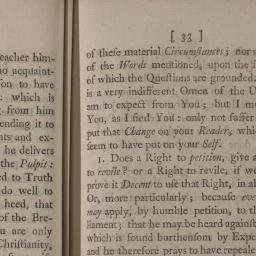 eacher him-
no acquaint-
ion to have
: which is
g from him
ending it to
nts and ex-
he delivers
the Pulpit:
ed to Truth
do well to
heed, that
of the Bre-
u are only
Christianity,
[ 33 ]
of theſe material Circumſtances; nor
of the Words mentioned, upon the
of which the Queſtions are grounded.
is a very different Omen of the
am to expect from You; but I mu
You, as I find You: only not ſuffer
put that Change on your Reader, which
ſeem to have put on your Self.
1. Does a Right to petition, give a
to revile? or a Right to revile, if we
prove it Decent to uſe that Right, in al
Or, more particularly; becauſe eve
may apply, by humble petition, to th
liament; that he may be heard againſt
which is found burthenſom by Expe
and he therefore prays to have repeale